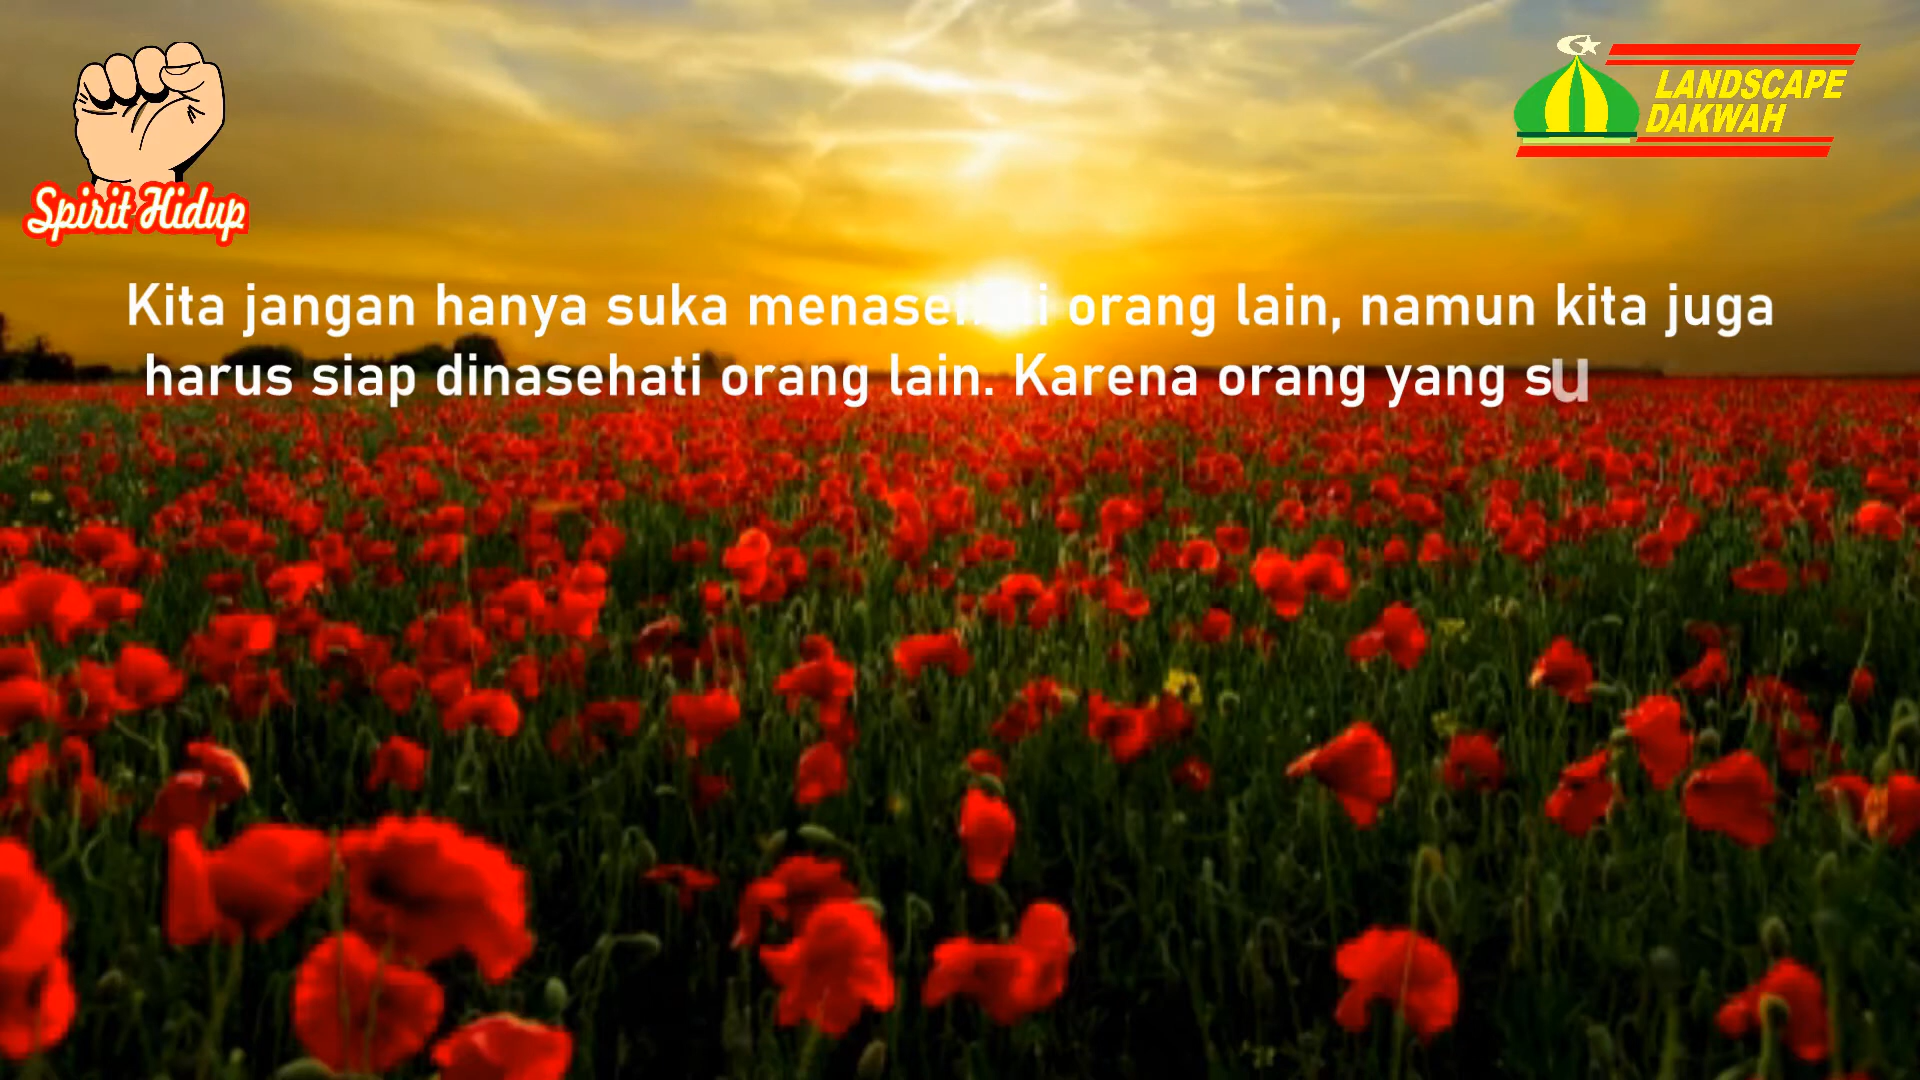 Spirit Hidup
LANDSCAPE
DAKWAH
Kita jangan hanya suka menasehati orang lain, namun kita juga
harus siap dinasehati orang lain. Karena orang yang su